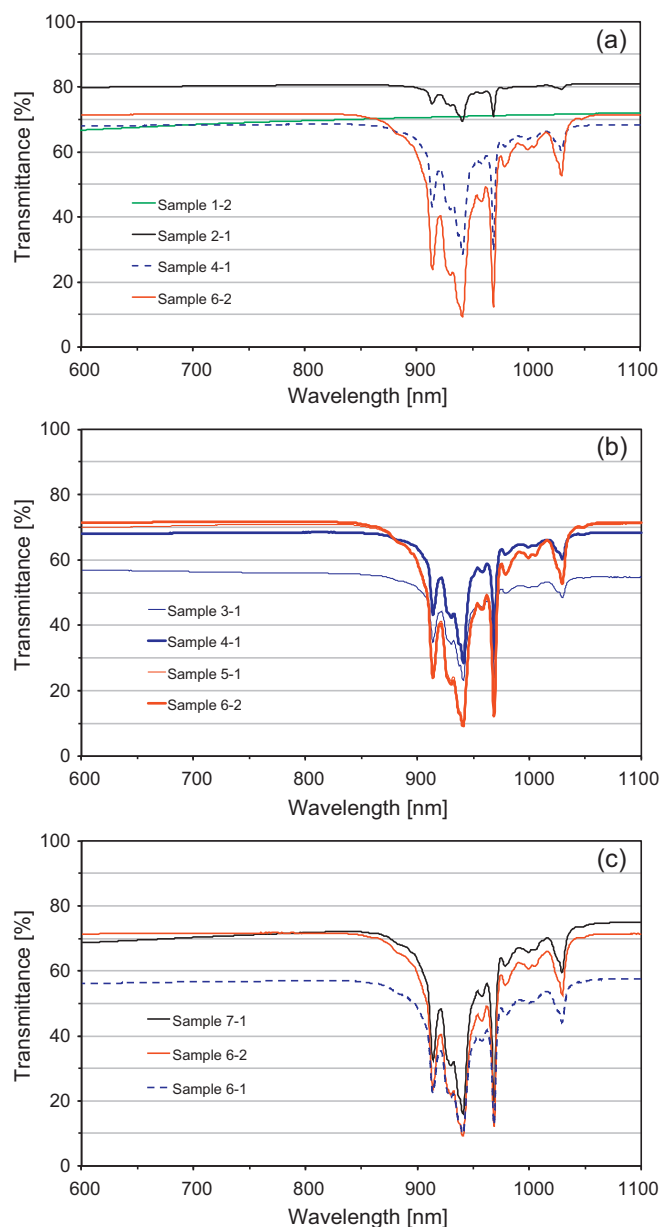 (a)
Transmittance [%]
100
80
60
40
20
0
Sample 1-2
Sample 2-1
Sample 4-1
Sample 6-2
600 700 800 900 1000 1100
Wavelength [nm]
(b)
Transmittance [%]
100
80
60
40
20
0
Sample 3-1
Sample 4-1
Sample 5-1
Sample 6-2
600 700 800 900 1000 1100
Wavelength [nm]
(c)
Transmittance [%]
100
80
60
40
20
0
Sample 7-1
Sample 6-2
Sample 6-1
600 700 800 900 1000 1100
Wavelength [nm]